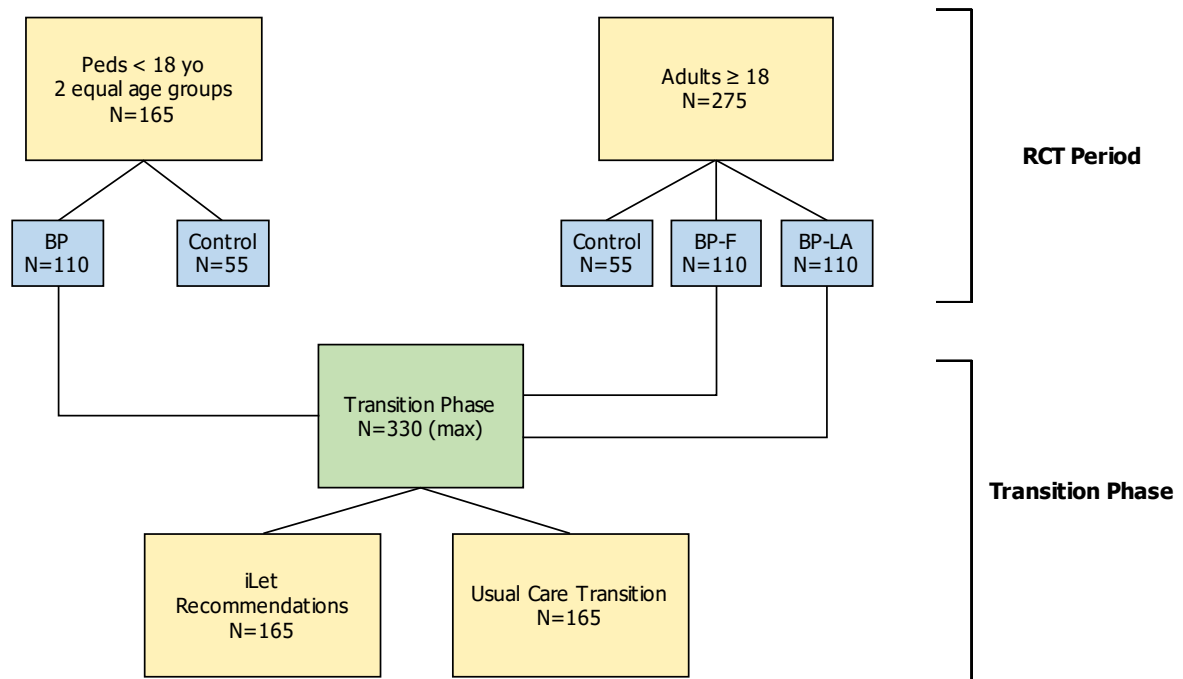 Peds < 18 yo
2 equal age groups
N=165
Adults ≥ 18
N=275
RCT Period
BP
N=110
Control
N=55
Control
N=55
BP-F
N=110
BP-LA
N=110
Transition Phase
N=330 (max)
Transition Phase
iLet
Recommendations
N=165
Usual Care Transition
N=165